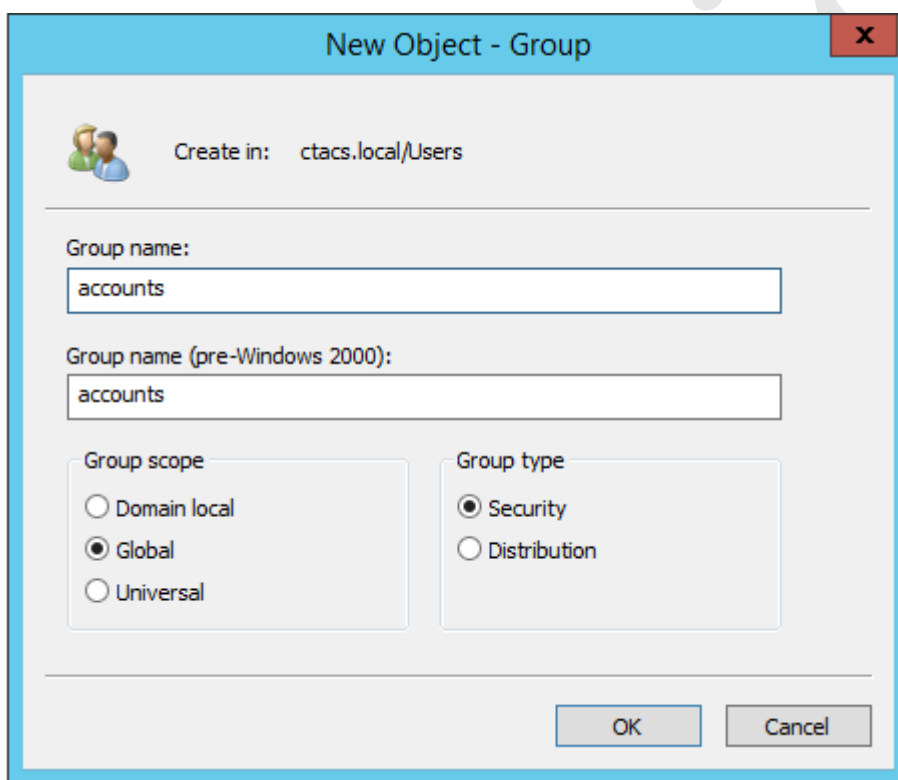 New Object - Group
x
Create in: ctacs.local/Users
Group name:
accounts
Group name (pre-Windows 2000):
accounts
Group scope
Group type
Domain local
Global
Universal
Security
Distribution
OK
Cancel